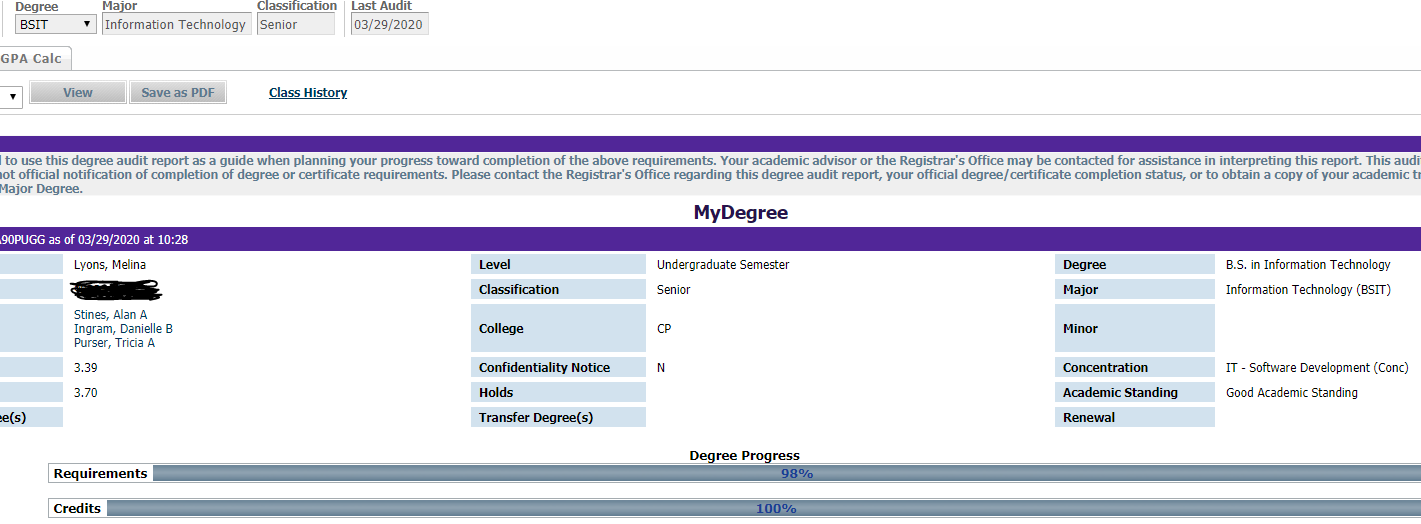 Degree Major Classification Last Audit
BSIT Information Technology Senior 03/29/2020
GPA Calc
View Save as PDF Class History
to use this degree audit report as a guide when planning your progress toward completion of the above requirements. Your academic advisor or the Registrar's Office may be contacted for assistance in interpreting this report. This audit
not official notification of completion of degree or certificate requirements. Please contact the Registrar's Office regarding this degree audit report, your official degree/certificate completion status, or to obtain a copy of your academic tr
Major Degree.
MyDegree
A90PUGG as of 03/29/2020 at 10:28
Lyons, Melina Level Undergraduate Semester Degree B.S. in Information Technology
Classification Senior Major Information Technology (BSIT)
Stines, Alan A
Ingram, Danielle B College CP Minor
Purser, Tricia A
3.39 Confidentiality Notice N Concentration IT - Software Development (Conc)
3.70 Holds Academic Standing Good Academic Standing
ee(s) Transfer Degree(s) Renewal
Degree Progress
Requirements 98%
Credits 100%